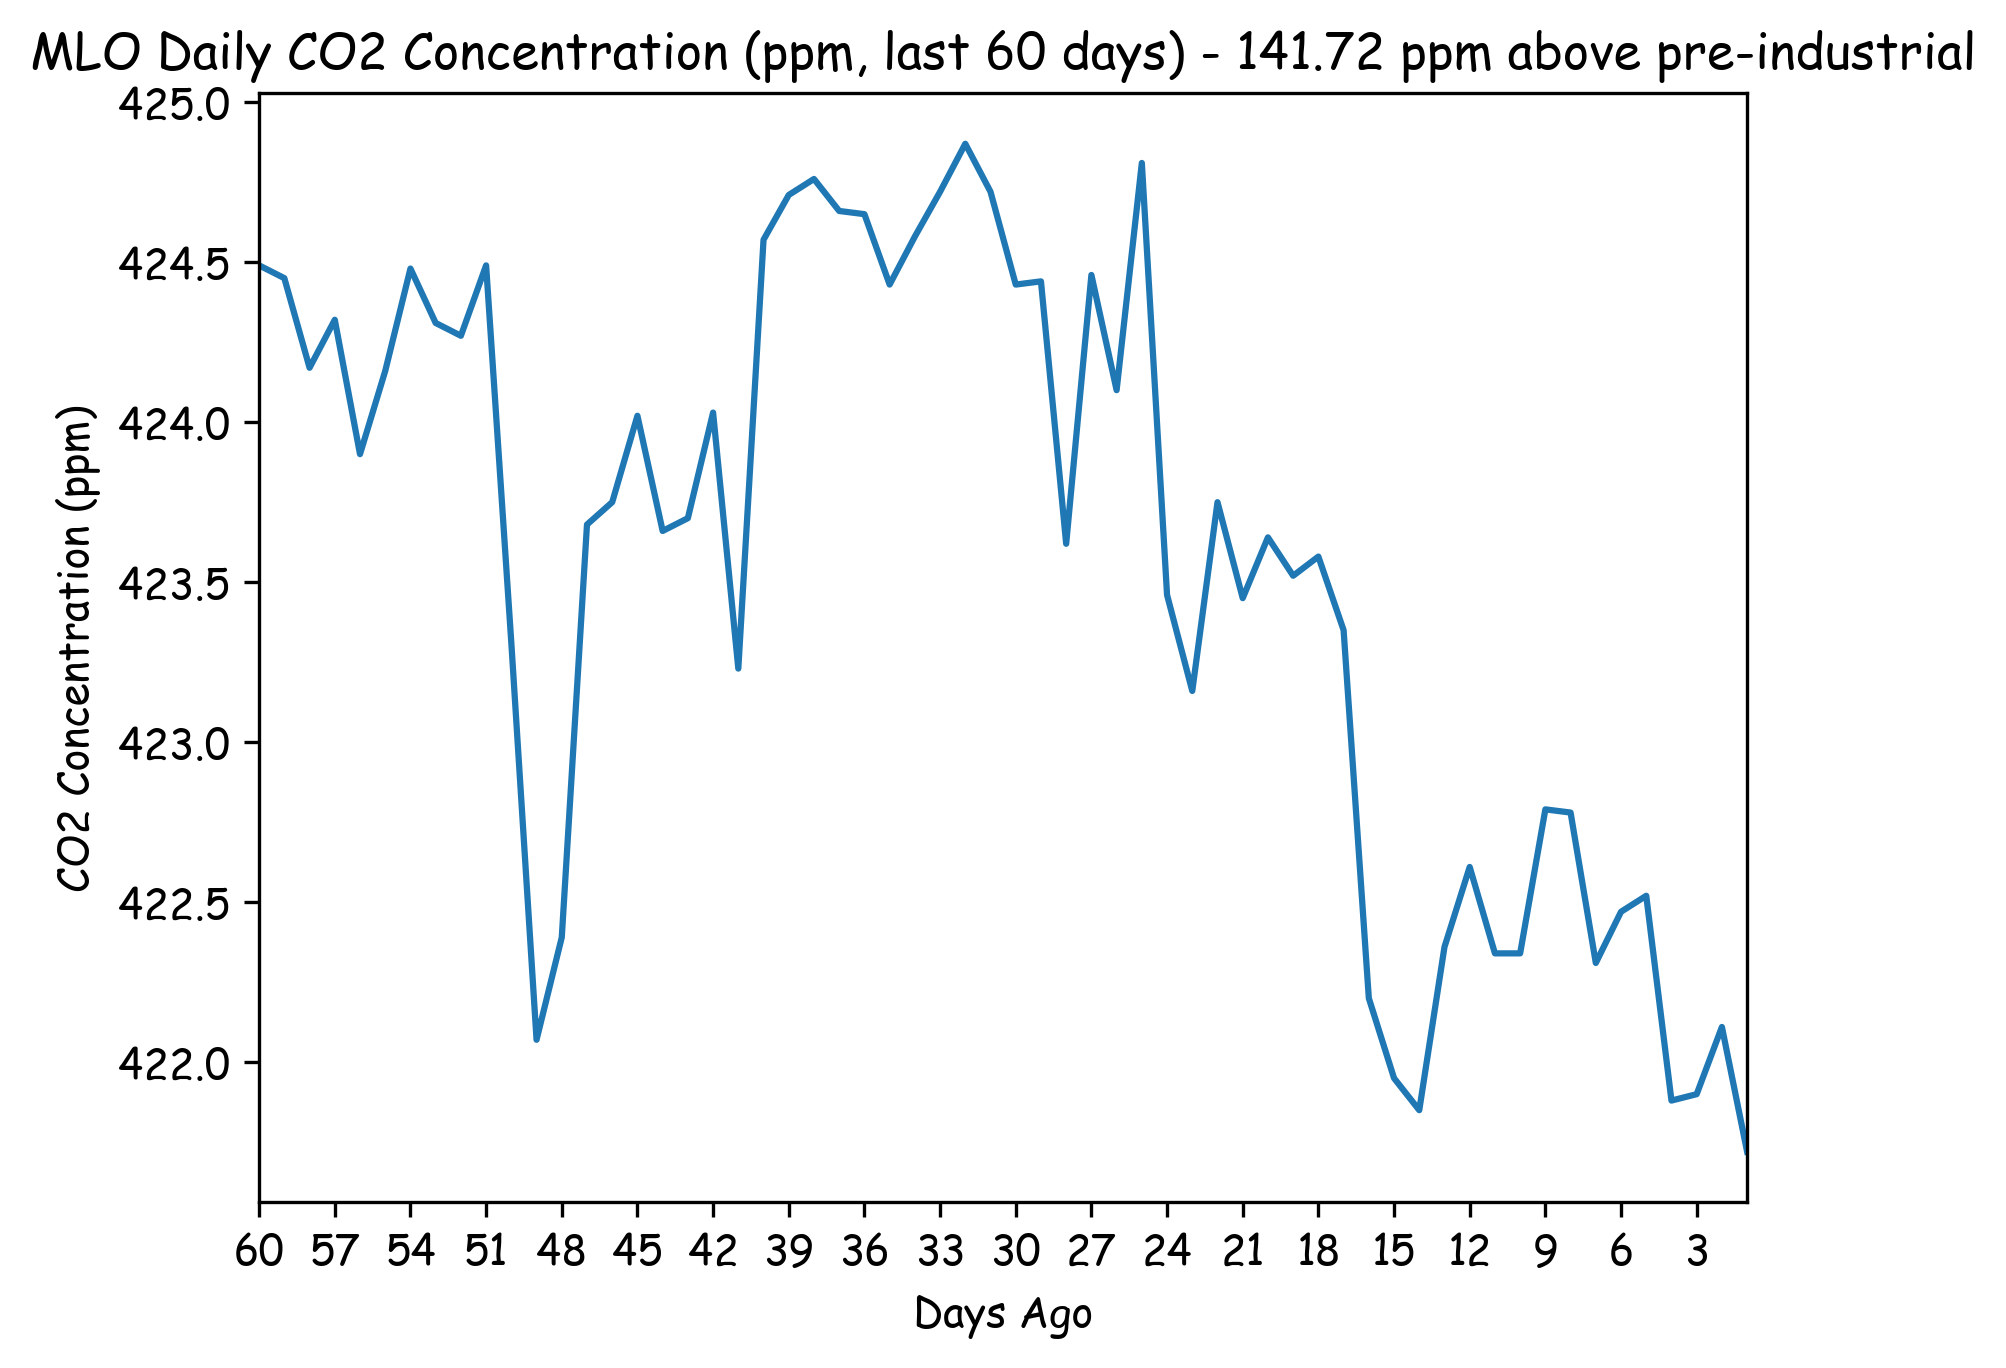 MLO Daily CO2 Concentration (ppm, last 60 days) - 141.72 ppm above pre-industrial
425.0
424.5
424.0
423.5
423.0
422.5
422.0
CO2 Concentration (ppm)
60 57 54 51 48 45 42 39 36 33 30 27 24 21 18 15 12 9 6 3
Days Ago